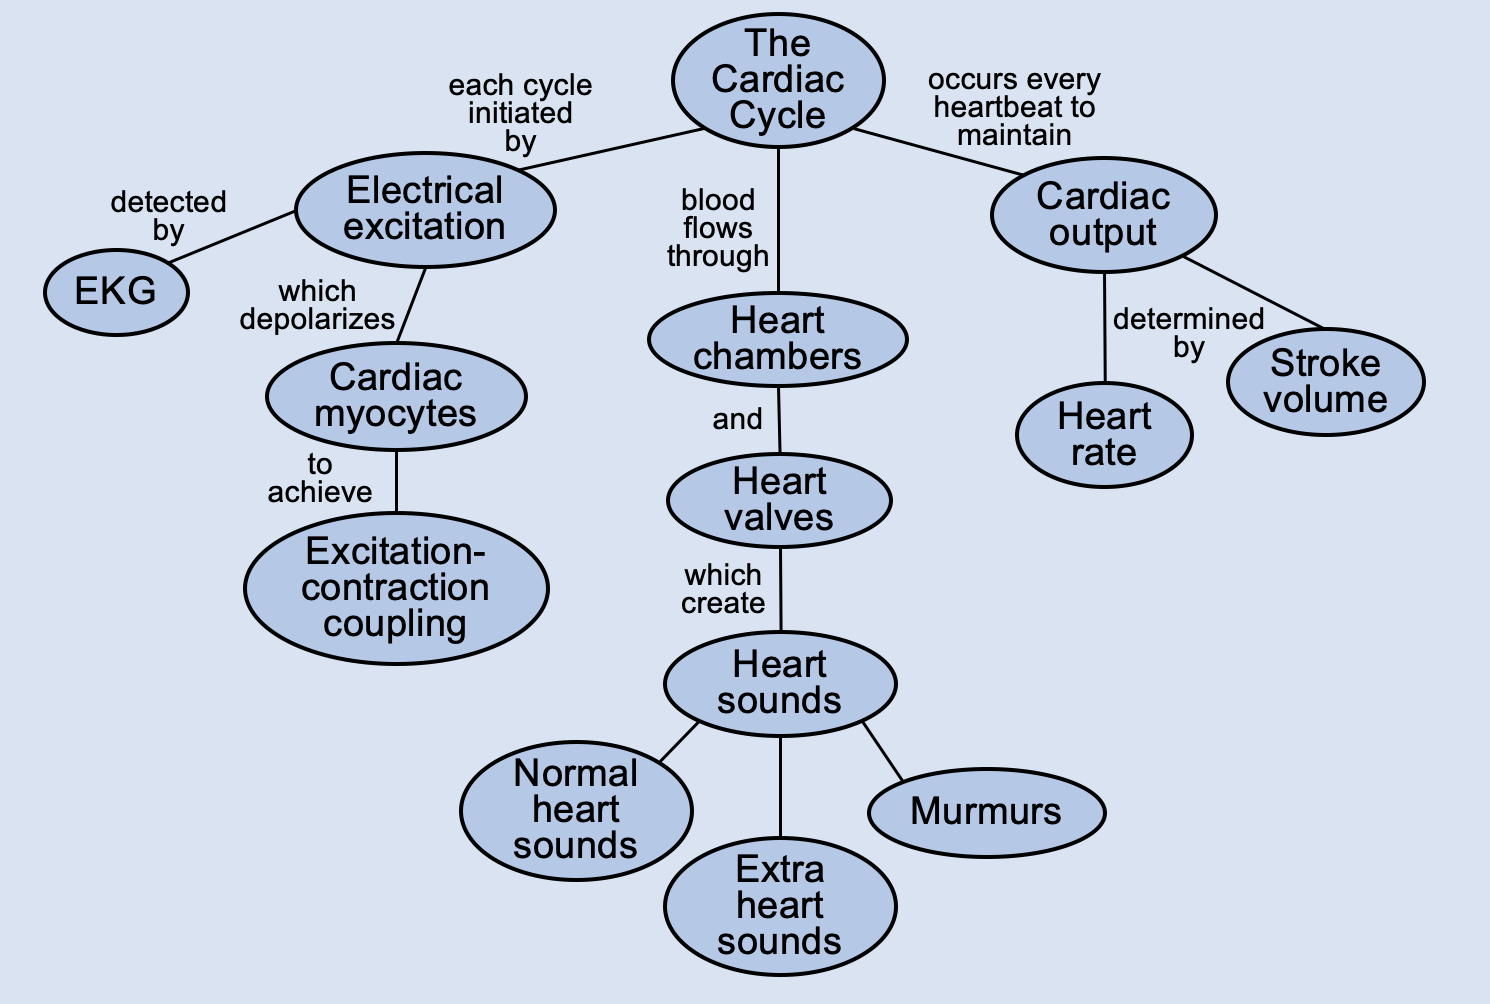 The
Cardiac
Cycle
each cycle
initiated
by
occurs every
heartbeat to
maintain
Electrical
excitation
detected
by
EKG
which
depolarizes
Cardiac
myocytes
to
achieve
Excitation-
contraction
coupling
blood
flows
through
Heart
chambers
and
Heart
valves
which
create
Heart
sounds
Normal
heart
sounds
Extra
heart
sounds
Murmurs
Cardiac
output
determined
by
Heart
rate
Stroke
volume